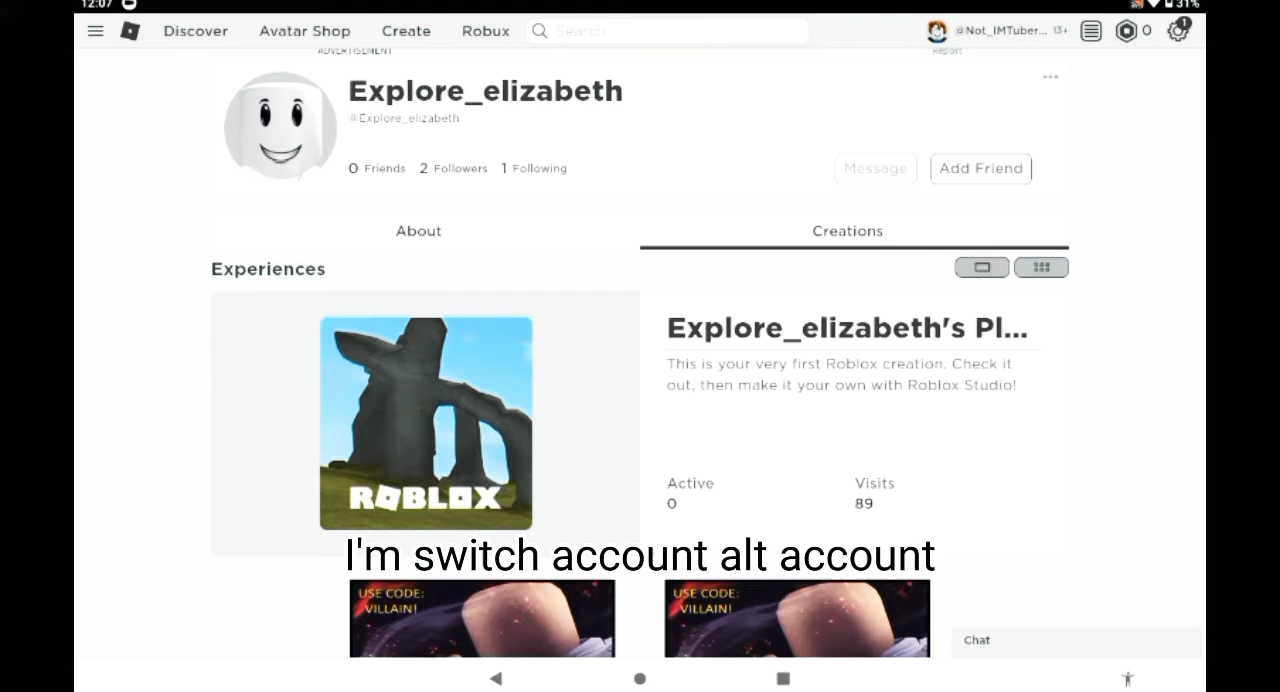 12:07 31%
Discover Avatar Shop Create Robux Search @Not_IMTuber... 13+ 0 1
ADVERTISEMENT Report
Explore_elizabeth
@Explore_elizabeth
0 Friends 2 Followers 1 Following Message Add Friend
About Creations
Experiences
Explore_elizabeth's Pl...
This is your very first Roblox creation. Check it
out, then make it your own with Roblox Studio!
Active Visits
0 89
ROBLOX
I'm switch account alt account
USE CODE: USE CODE:
VILLAIN! VILLAIN!
Chat